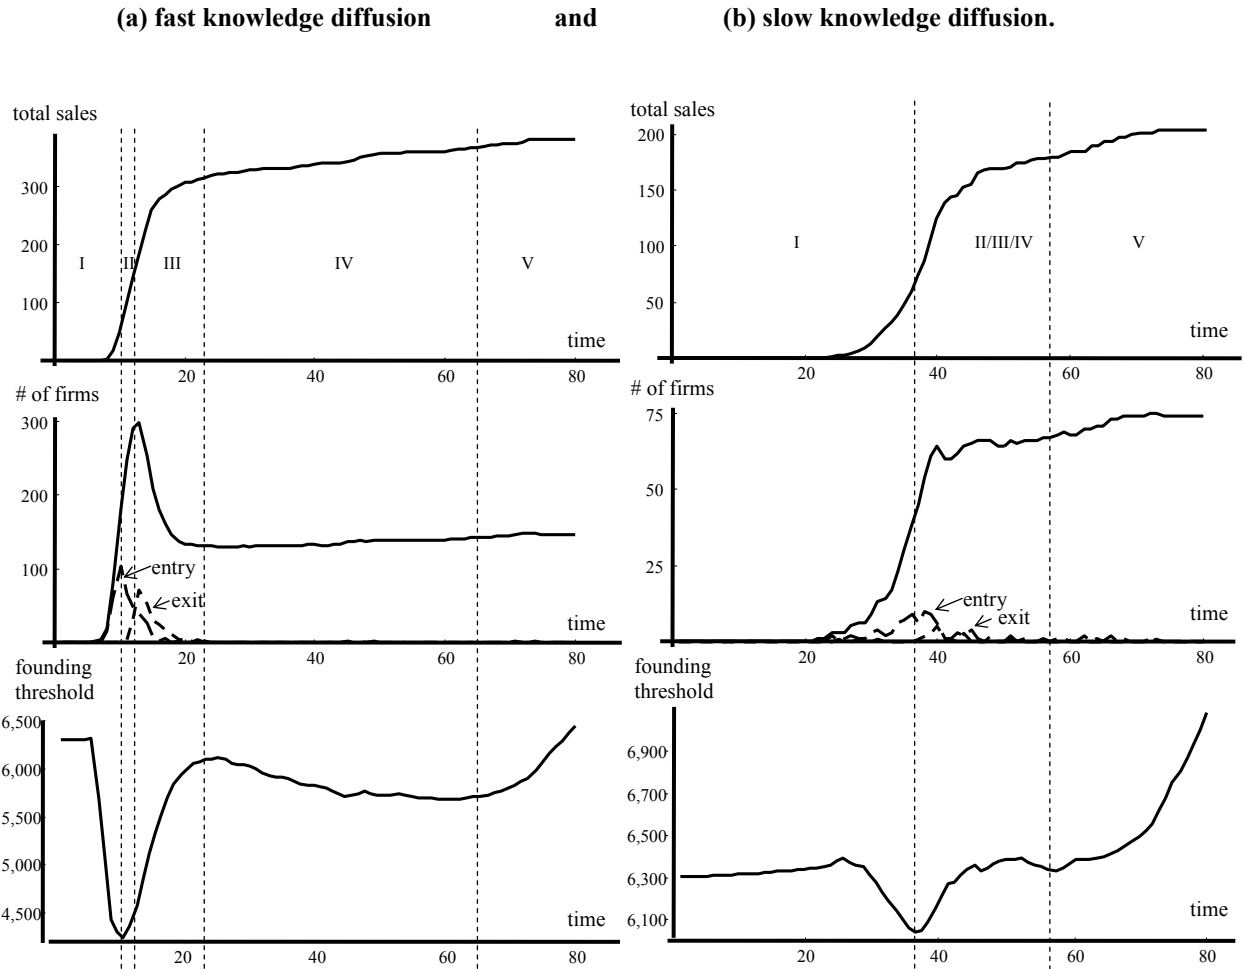 (a) fast knowledge diffusion and (b) slow knowledge diffusion.
total sales
300
200
100
I
II
III
IV
V
time
20
40
60
80
# of firms
300
200
100
entry
exit
time
20
40
60
80
founding
threshold
6,500
6,000
5,500
5,000
4,500
time
20
40
60
80
total sales
200
150
100
50
I
II/III/IV
V
time
20
40
60
80
# of firms
75
50
25
entry
exit
time
20
40
60
80
founding
threshold
6,900
6,700
6,500
6,300
6,100
time
20
40
60
80